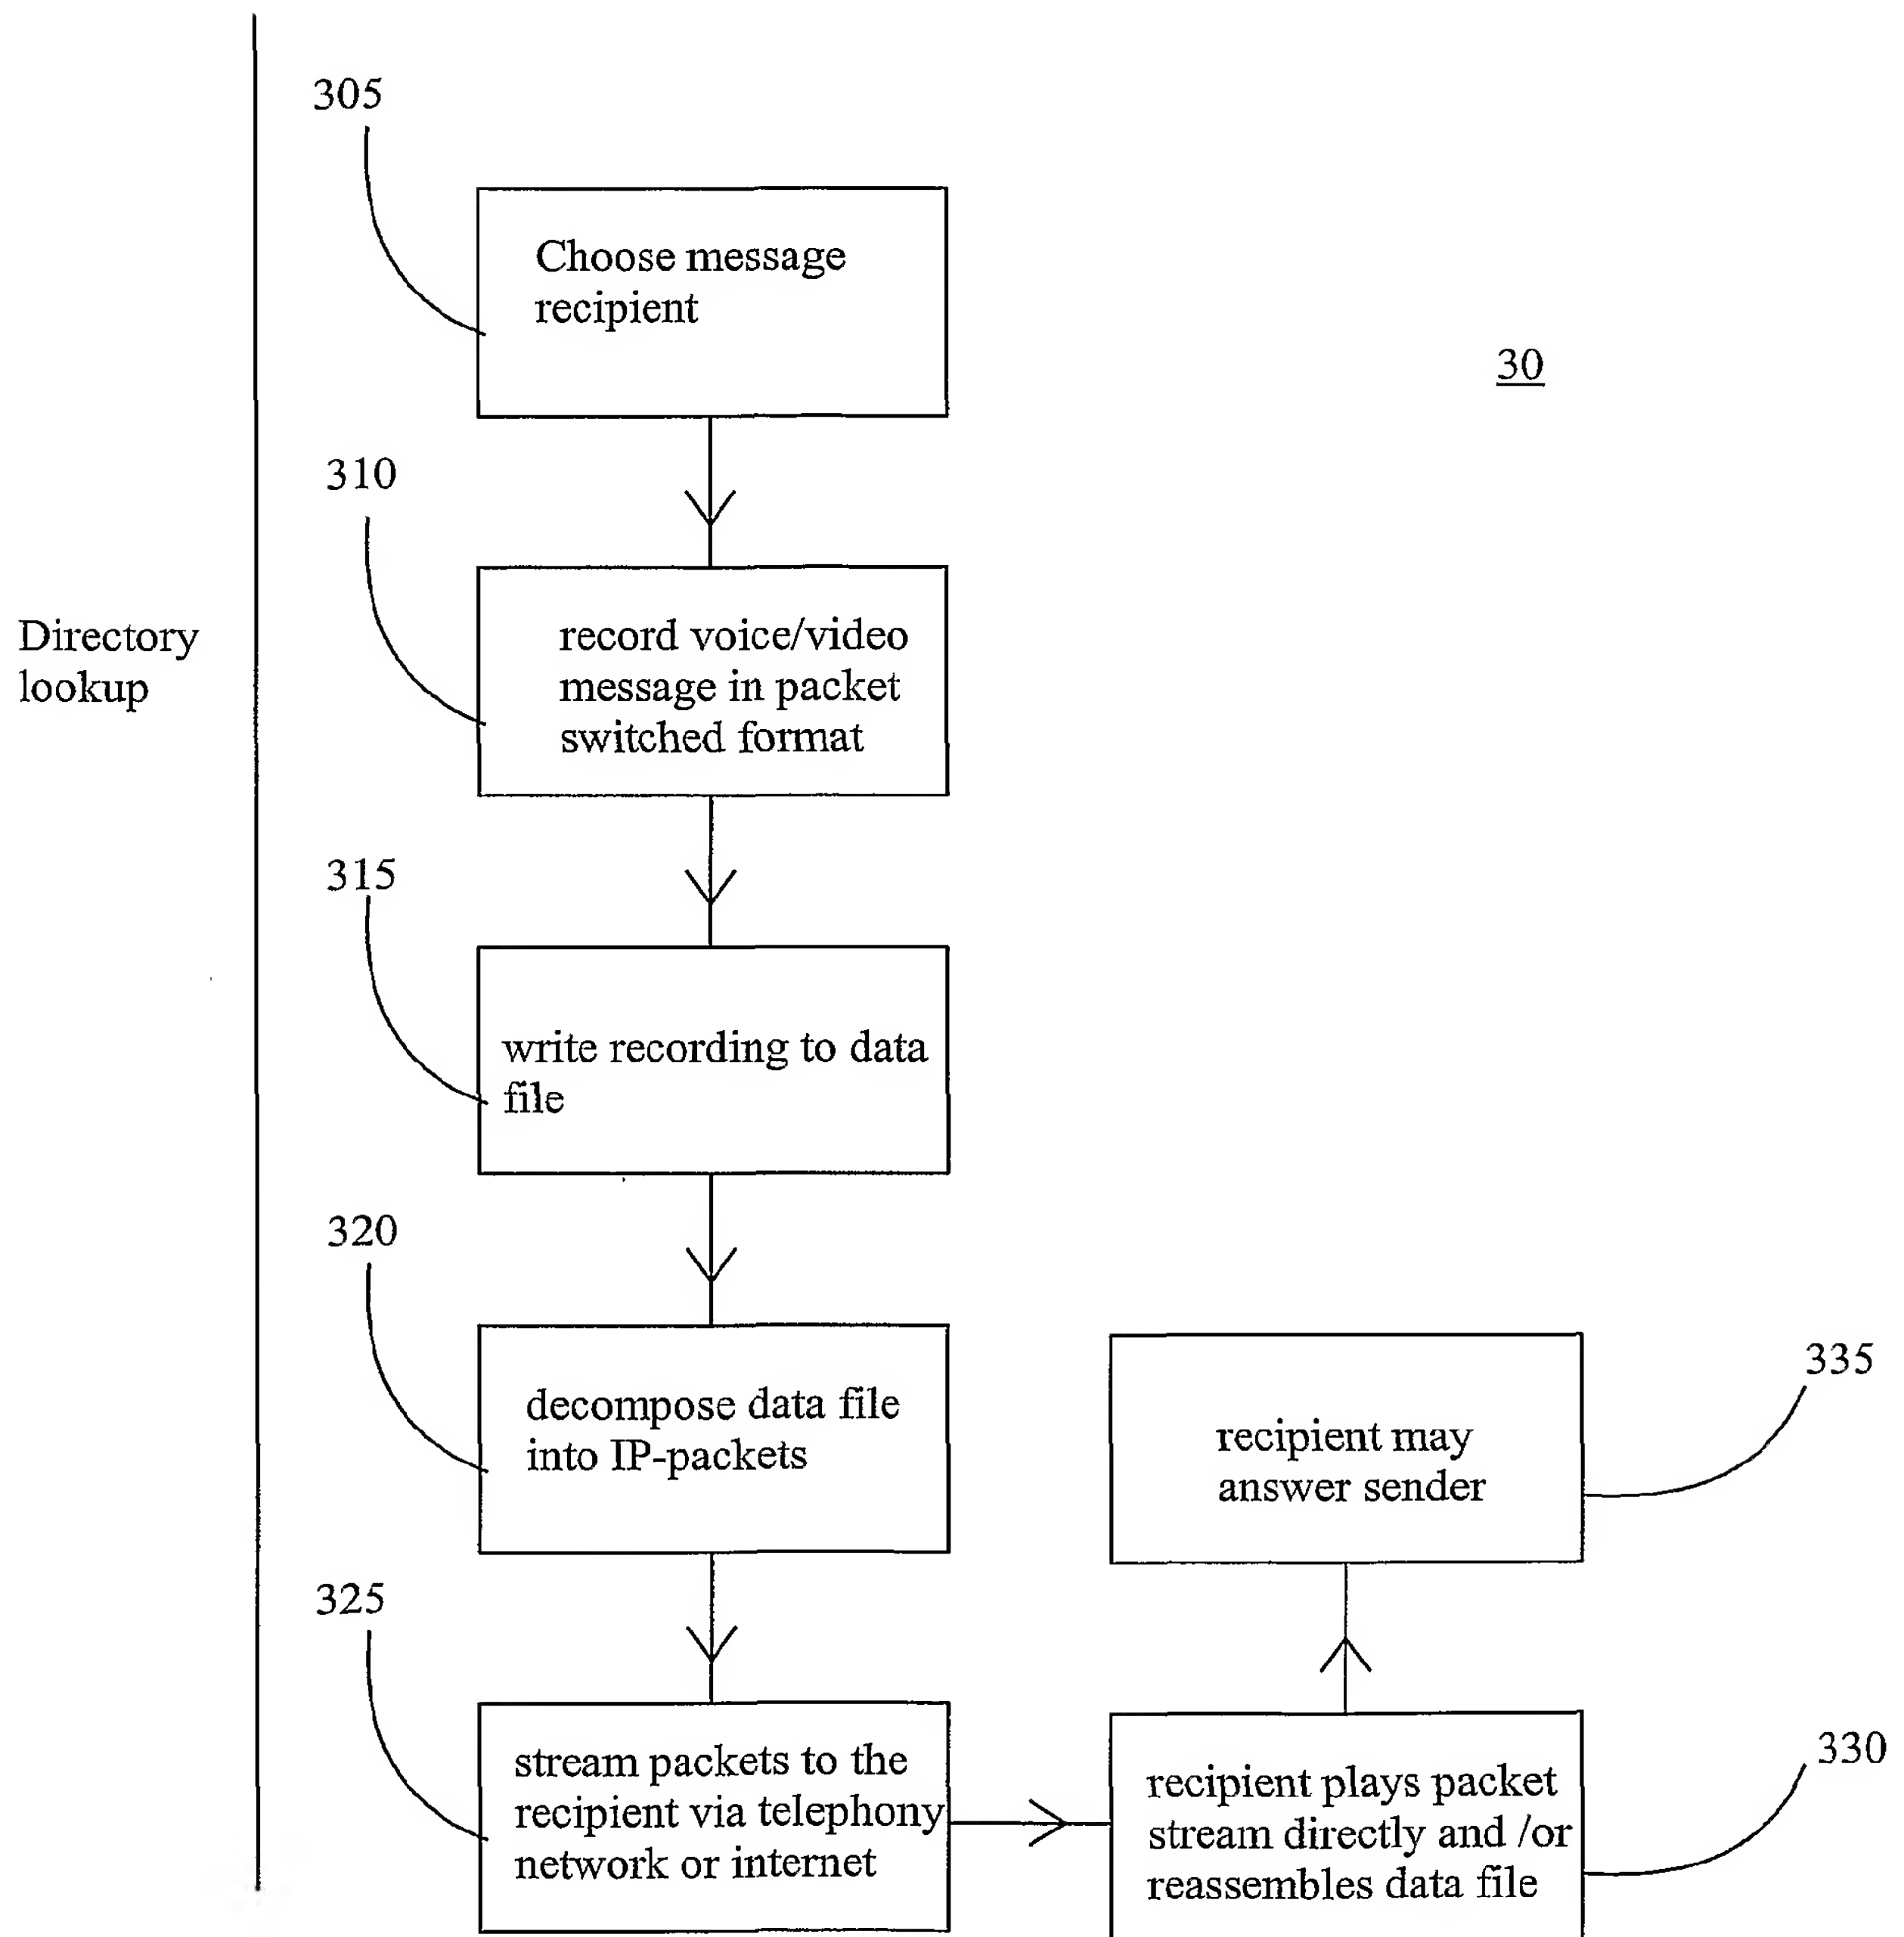 305
Choose message
recipient
30
310
Directory
lookup
record voice/video
message in packet
switched format
315
write recording to data
file
320
decompose data file
into IP-packets
335
recipient may
answer sender
325
stream packets to the
recipient via telephony
network or internet
330
recipient plays packet
stream directly and /or
reassembles data file